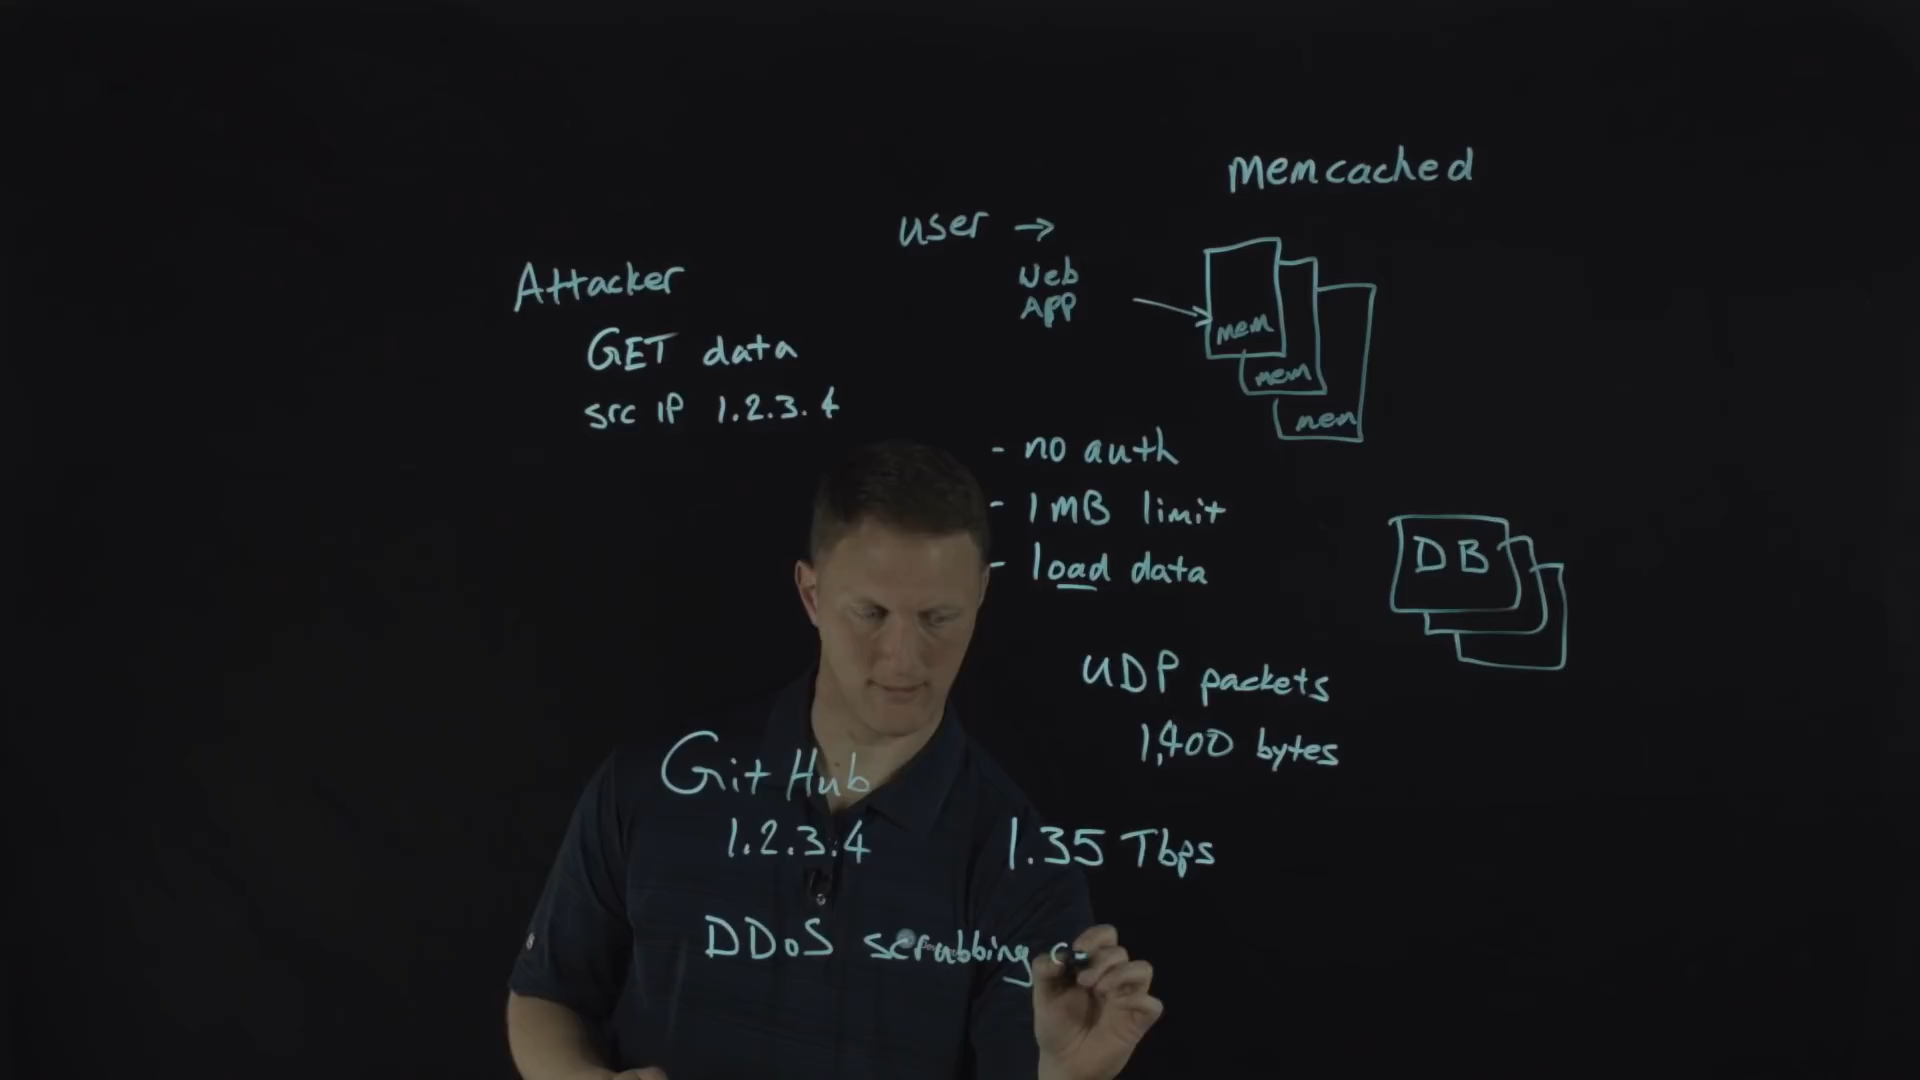 memcached
user →
Web
App
Attacker
GET data
src IP 1.2.3.4
mem
mem
mem
- no auth
- 1MB limit
- load data
DB
UDP packets
1,400 bytes
GitHub
1.2.3.4
1.35 Tbps
DDoS scrubbing